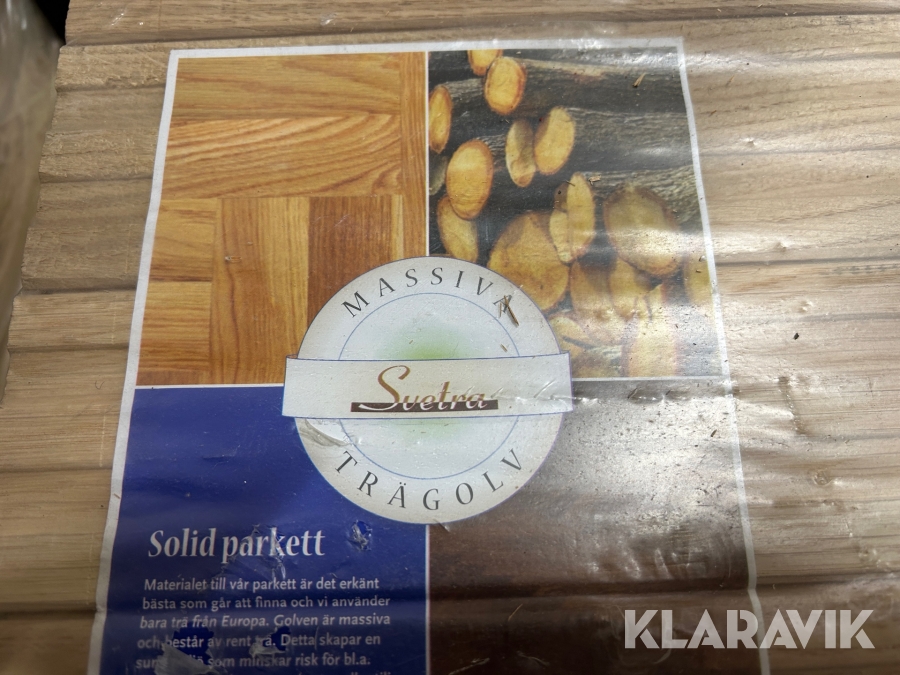 MASSIVA
Svetra
TRÄGOLV
Solid parkett
Materialet till vår parkett är det erkänt
bästa som går att finna och vi använder
bara trä från Europa. Golven är massiva
och består av rent trä. Detta skapar en
som minskar risk för bl.a.
KLARAVIK